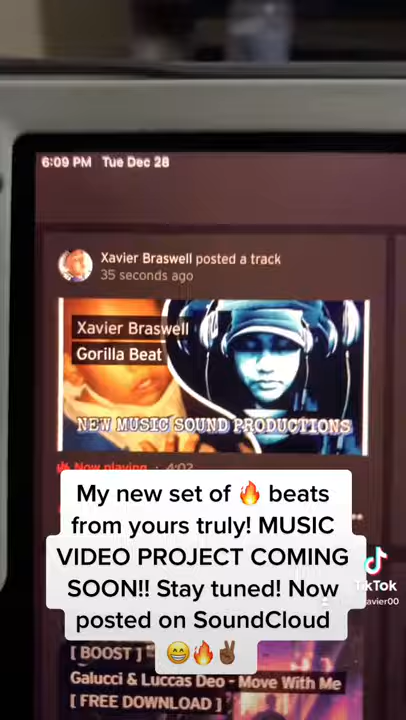 6:09 PM Tue Dec 28
Xavier Braswell posted a track
35 seconds ago
Xavier Braswell
Gorilla Beat
NEW MUSIC SOUND PRODUCTIONS
Now playing · 4:02
My new set of 🔥 beats
from yours truly! MUSIC
VIDEO PROJECT COMING
SOON!! Stay tuned! Now
posted on SoundCloud
😁🔥✌🏾
TikTok
[ BOOST ]
Galucci & Luccas Deo - Move With Me
[ FREE DOWNLOAD ]